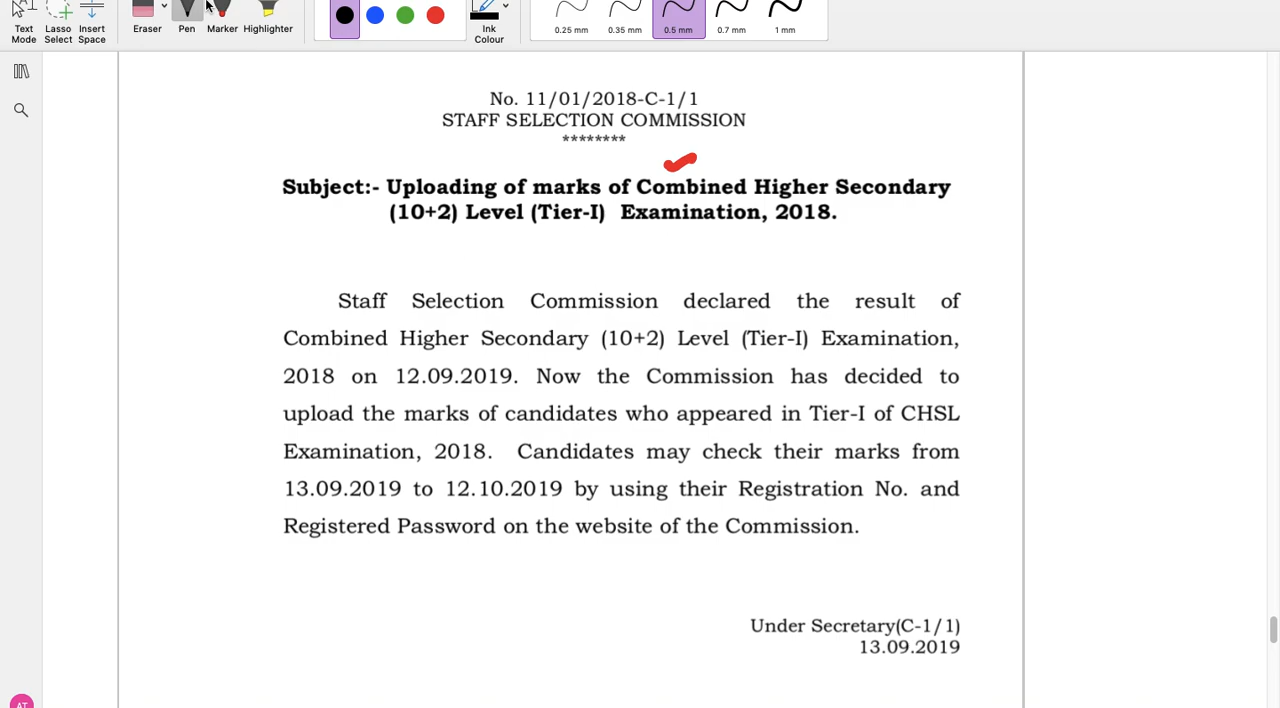 Text Mode
Lasso Select
Insert Space
Eraser
Pen
Marker
Highlighter
Ink Colour
0.25 mm
0.35 mm
0.5 mm
0.7 mm
1 mm
No. 11/01/2018-C-1/1
STAFF SELECTION COMMISSION
********
Subject:- Uploading of marks of Combined Higher Secondary
(10+2) Level (Tier-I) Examination, 2018.
Staff Selection Commission declared the result of
Combined Higher Secondary (10+2) Level (Tier-I) Examination,
2018 on 12.09.2019. Now the Commission has decided to
upload the marks of candidates who appeared in Tier-I of CHSL
Examination, 2018. Candidates may check their marks from
13.09.2019 to 12.10.2019 by using their Registration No. and
Registered Password on the website of the Commission.
Under Secretary(C-1/1)
13.09.2019
AT